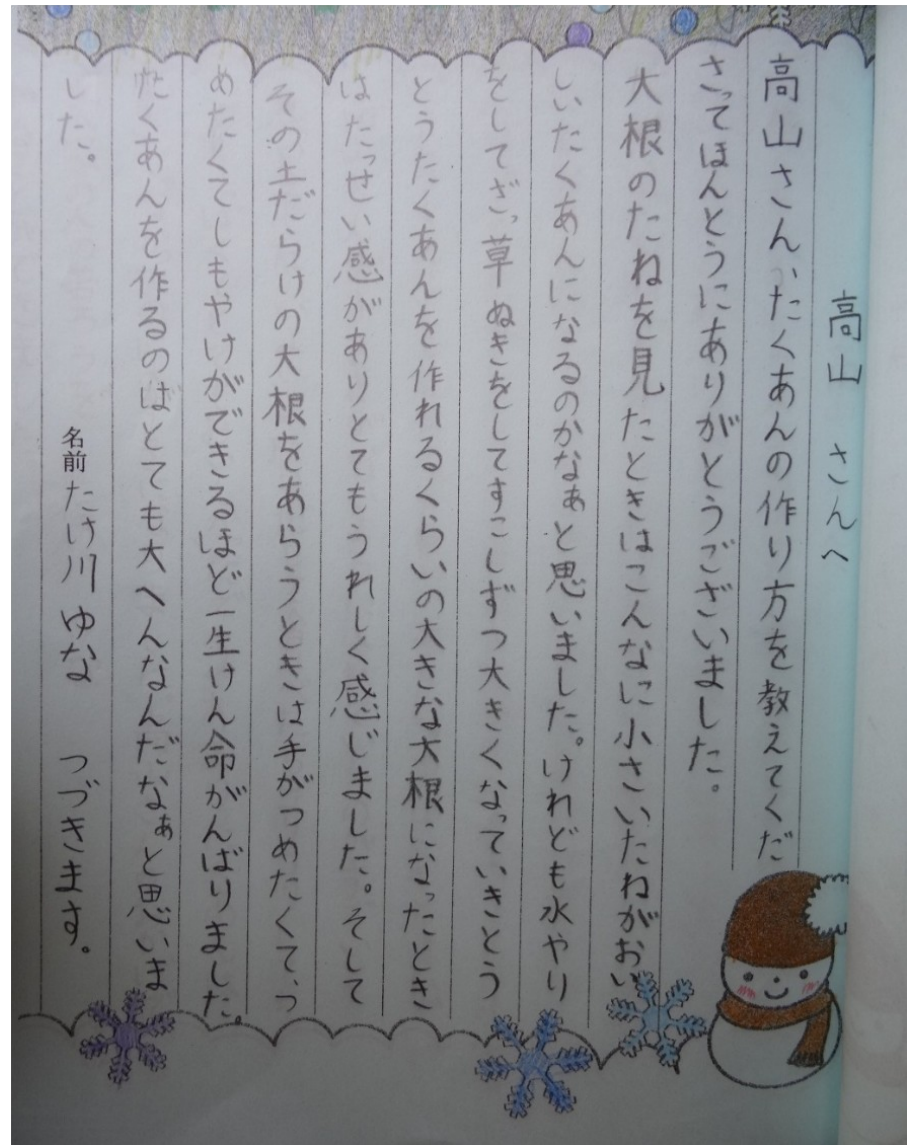 高山 さんへ
高山さん、たくあんの作り方を教えてくだ
さってほんとうにありがとうございました。
大根のたねを見たときはこんなに小さいたねがおい
しいたくあんになるのかなぁと思いました。けれども水やり
をしてざっ草ぬきをしてすこしずつ大きくなっていきとう
とうたくあんを作れるくらいの大きな大根になったとき
はたっせい感がありとてもうれしく感じました。そして
その土だらけの大根をあらうときは手がつめたくて、つ
めたくてしもやけができるほど一生けん命がんばりました。
たくあんを作るのはとても大へんなんだなぁと思いま
した。
名前 たけ川 ゆな つづきます。